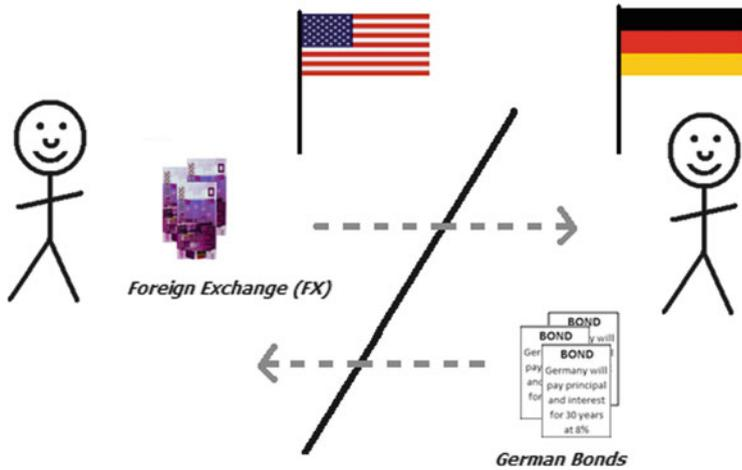 Foreign Exchange (FX)
BOND
BOND
BOND
Germany will
pay principal
and interest
for 30 years
at 8%
German Bonds